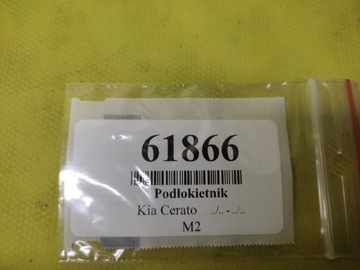 61866
Podłokietnik
Kia Cerato ../.. - ../..
M2